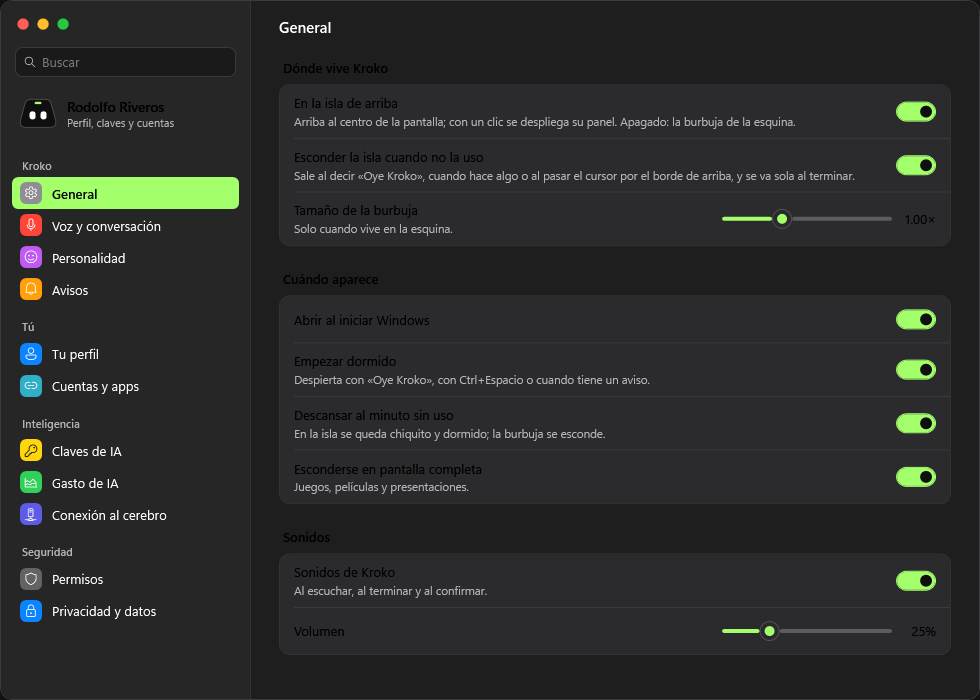 General
Buscar
Rodolfo Riveros
Perfil, claves y cuentas
Kroko
General
Voz y conversación
Personalidad
Avisos
Tú
Tu perfil
Cuentas y apps
Inteligencia
Claves de IA
Gasto de IA
Conexión al cerebro
Seguridad
Permisos
Privacidad y datos
Dónde vive Kroko
En la isla de arriba
Arriba al centro de la pantalla; con un clic se despliega su panel. Apagado: la burbuja de la esquina.
Esconder la isla cuando no la uso
Sale al decir «Oye Kroko», cuando hace algo o al pasar el cursor por el borde de arriba, y se va sola al terminar.
Tamaño de la burbuja
Solo cuando vive en la esquina.
1.00×
Cuándo aparece
Abrir al iniciar Windows
Empezar dormido
Despierta con «Oye Kroko», con Ctrl+Espacio o cuando tiene un aviso.
Descansar al minuto sin uso
En la isla se queda chiquito y dormido; la burbuja se esconde.
Esconderse en pantalla completa
Juegos, películas y presentaciones.
Sonidos
Sonidos de Kroko
Al escuchar, al terminar y al confirmar.
Volumen
25%